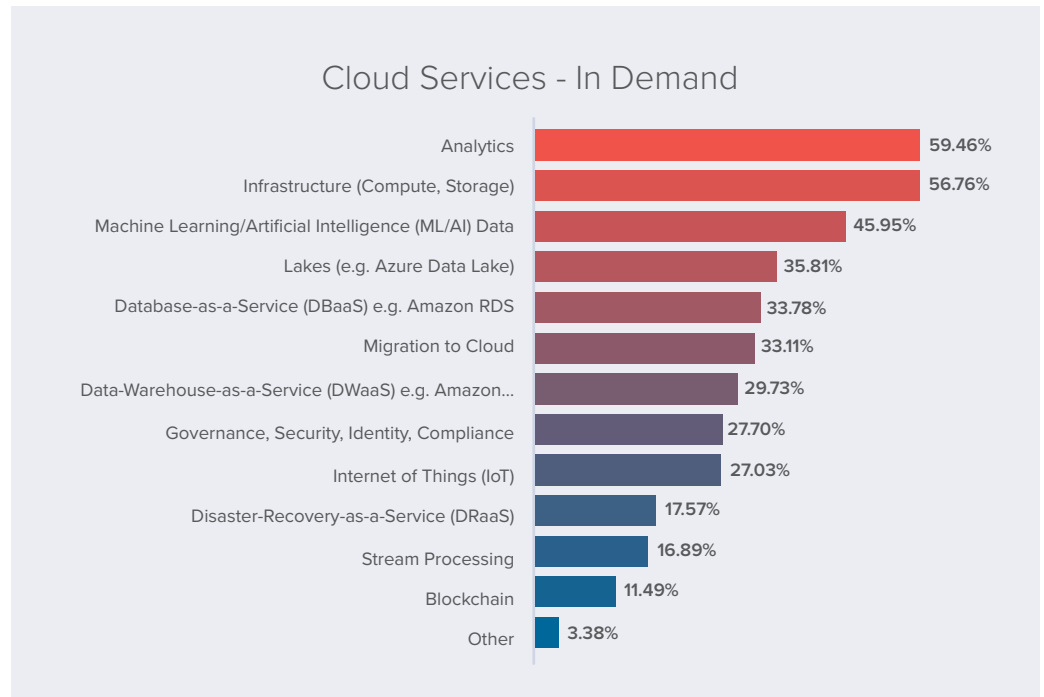 Cloud Services - In Demand
Analytics 59.46%
Infrastructure (Compute, Storage) 56.76%
Machine Learning/Artificial Intelligence (ML/AI) Data 45.95%
Lakes (e.g. Azure Data Lake) 35.81%
Database-as-a-Service (DBaaS) e.g. Amazon RDS 33.78%
Migration to Cloud 33.11%
Data-Warehouse-as-a-Service (DWaaS) e.g. Amazon... 29.73%
Governance, Security, Identity, Compliance 27.70%
Internet of Things (IoT) 27.03%
Disaster-Recovery-as-a-Service (DRaaS) 17.57%
Stream Processing 16.89%
Blockchain 11.49%
Other 3.38%